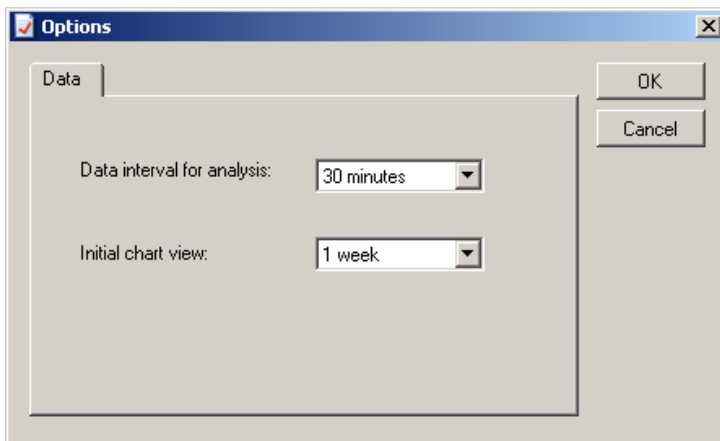 Options
Data
OK
Cancel
Data interval for analysis: 30 minutes
Initial chart view: 1 week